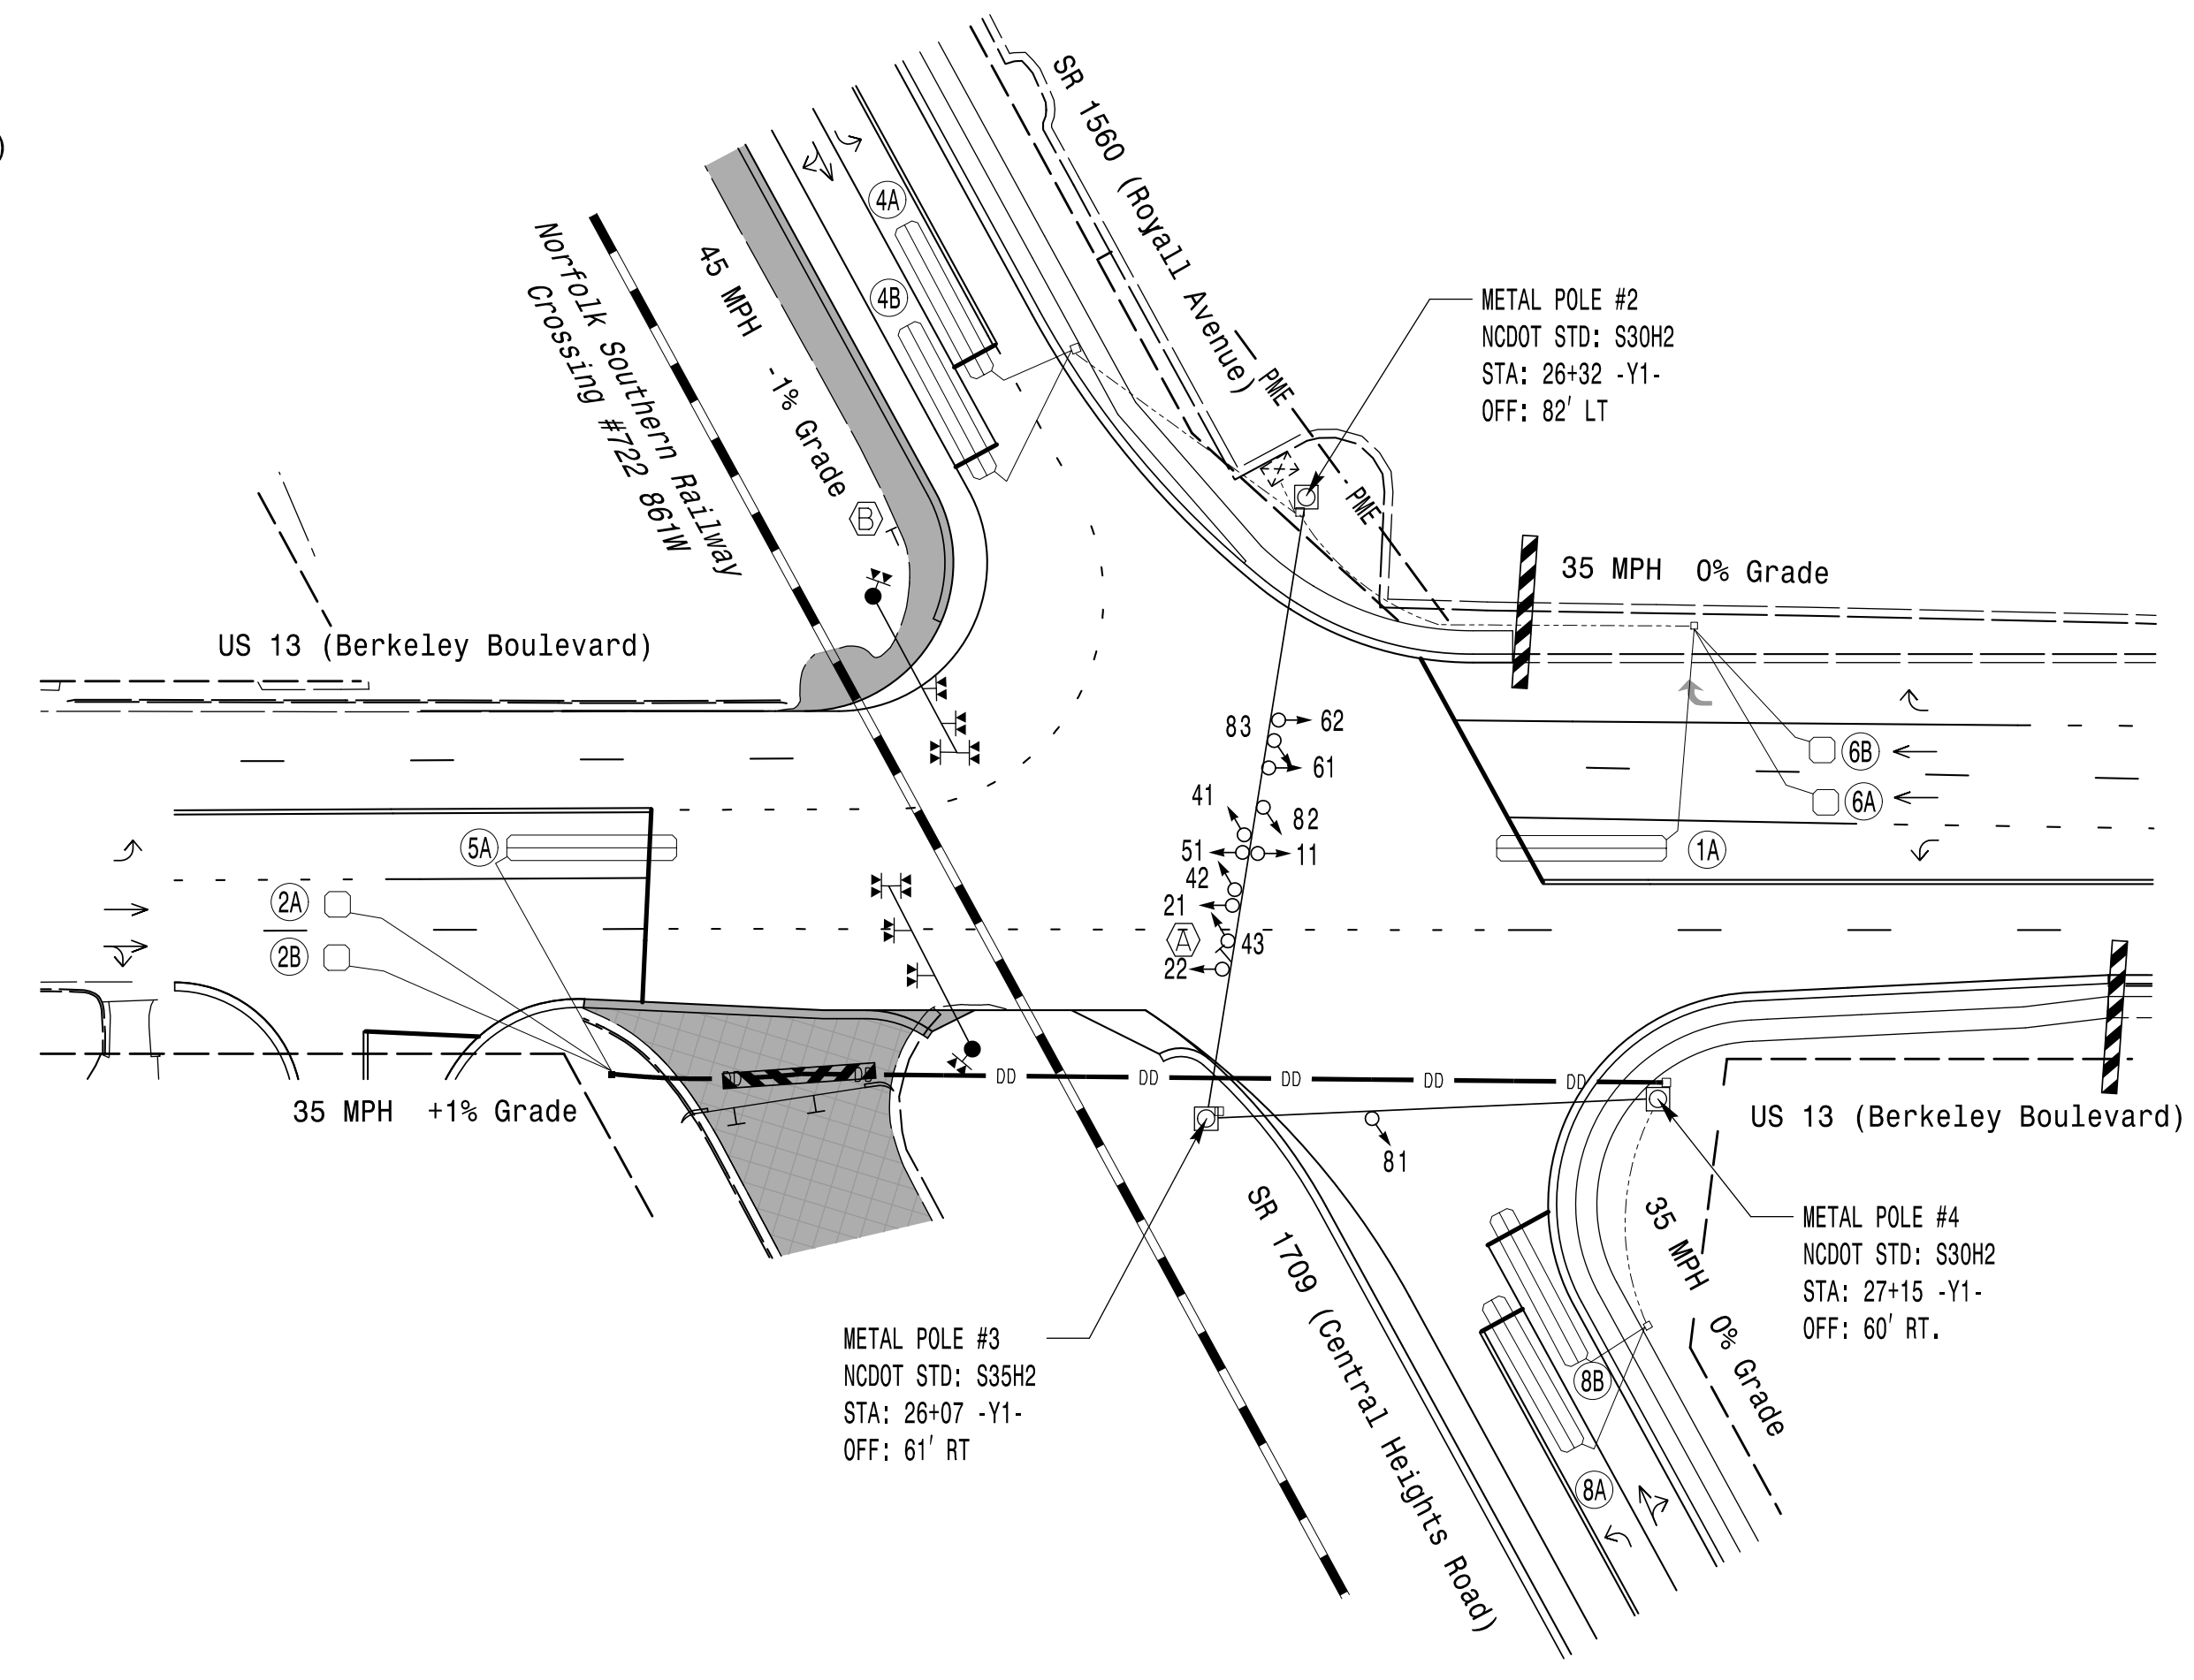 )
SR 1560 (Royall Avenue)
4A
4B
45 MPH -1% Grade
Norfolk Southern Railway
Crossing #722 861W
B
PME
PME
METAL POLE #2
NCDOT STD: S30H2
STA: 26+32 -Y1-
OFF: 82' LT
35 MPH 0% Grade
US 13 (Berkeley Boulevard)
83
62
61
41
82
51
11
42
21
A
43
22
6B
6A
1A
5A
2A
2B
DD
DD
DD
DD
DD
DD
DD
35 MPH +1% Grade
US 13 (Berkeley Boulevard)
81
SR 1709 (Central Heights Road)
35 MPH 0% Grade
METAL POLE #4
NCDOT STD: S30H2
STA: 27+15 -Y1-
OFF: 60' RT.
METAL POLE #3
NCDOT STD: S35H2
STA: 26+07 -Y1-
OFF: 61' RT
8B
8A